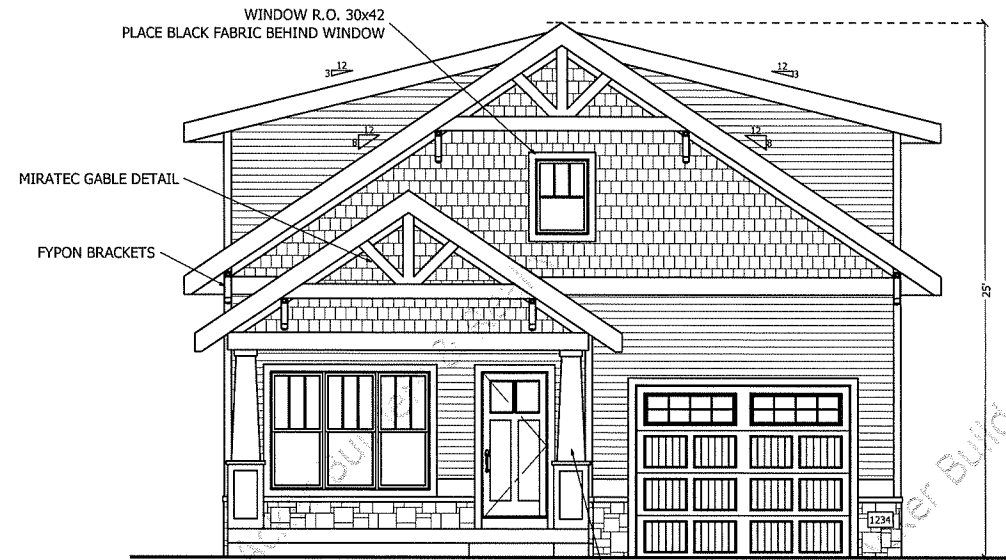 WINDOW R.O. 30x42
PLACE BLACK FABRIC BEHIND WINDOW
12
3
12
3
12
8
12
8
MIRATEC GABLE DETAIL
FYPON BRACKETS
25'
1234